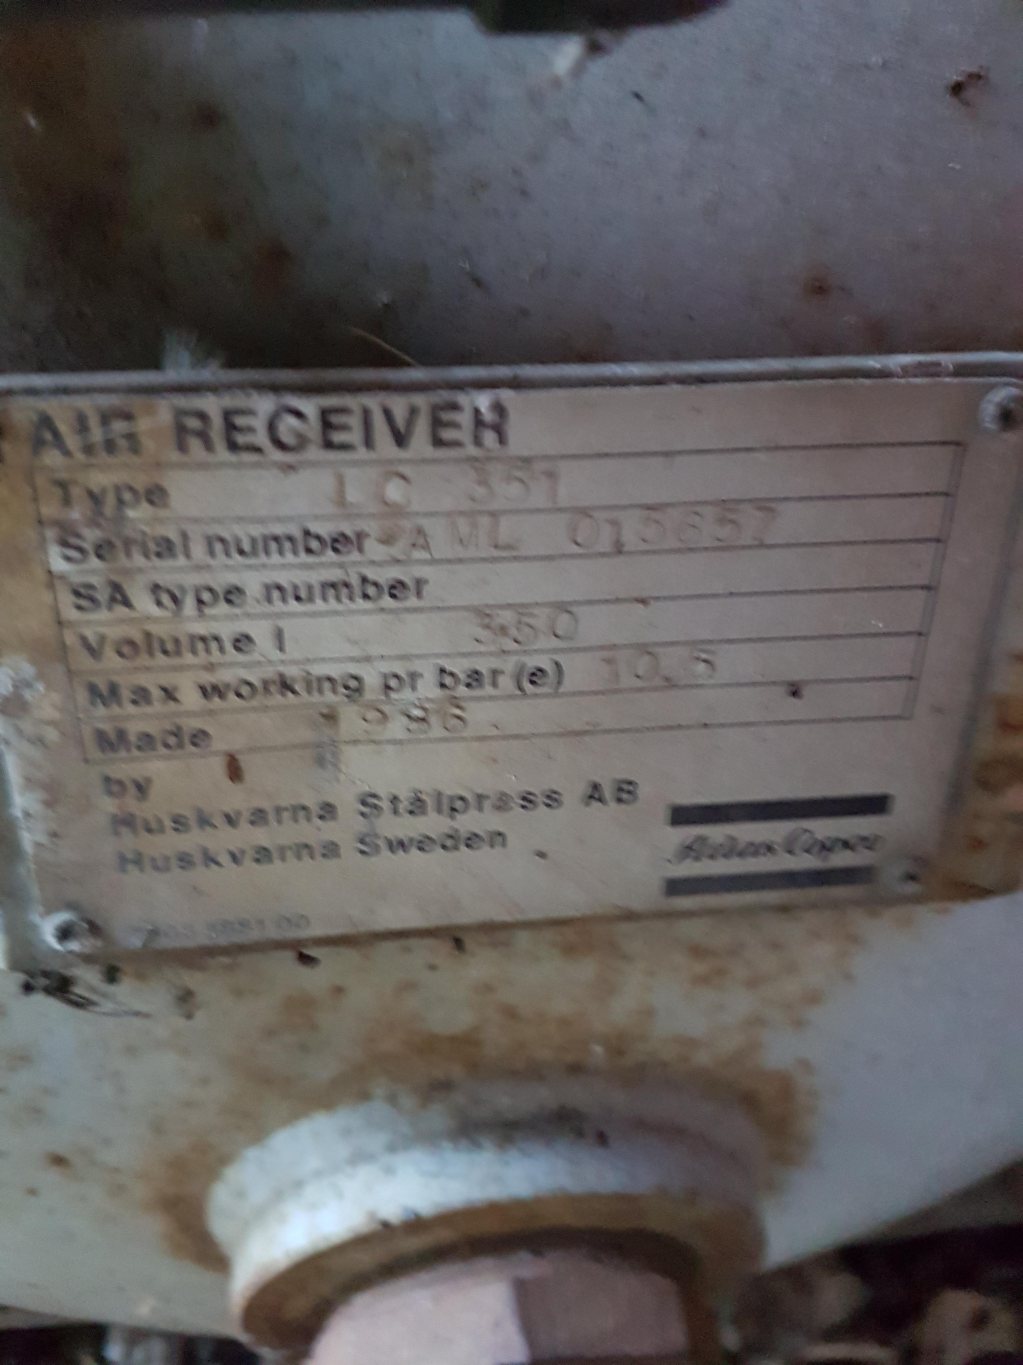 AIR RECEIVER
Type LC 351
Serial number AML 015657
SA type number
Volume l 350
Max working pr bar(e) 10.5
Made 1986
by
Huskvarna Stålpress AB
Huskvarna Sweden
Atlas Copco